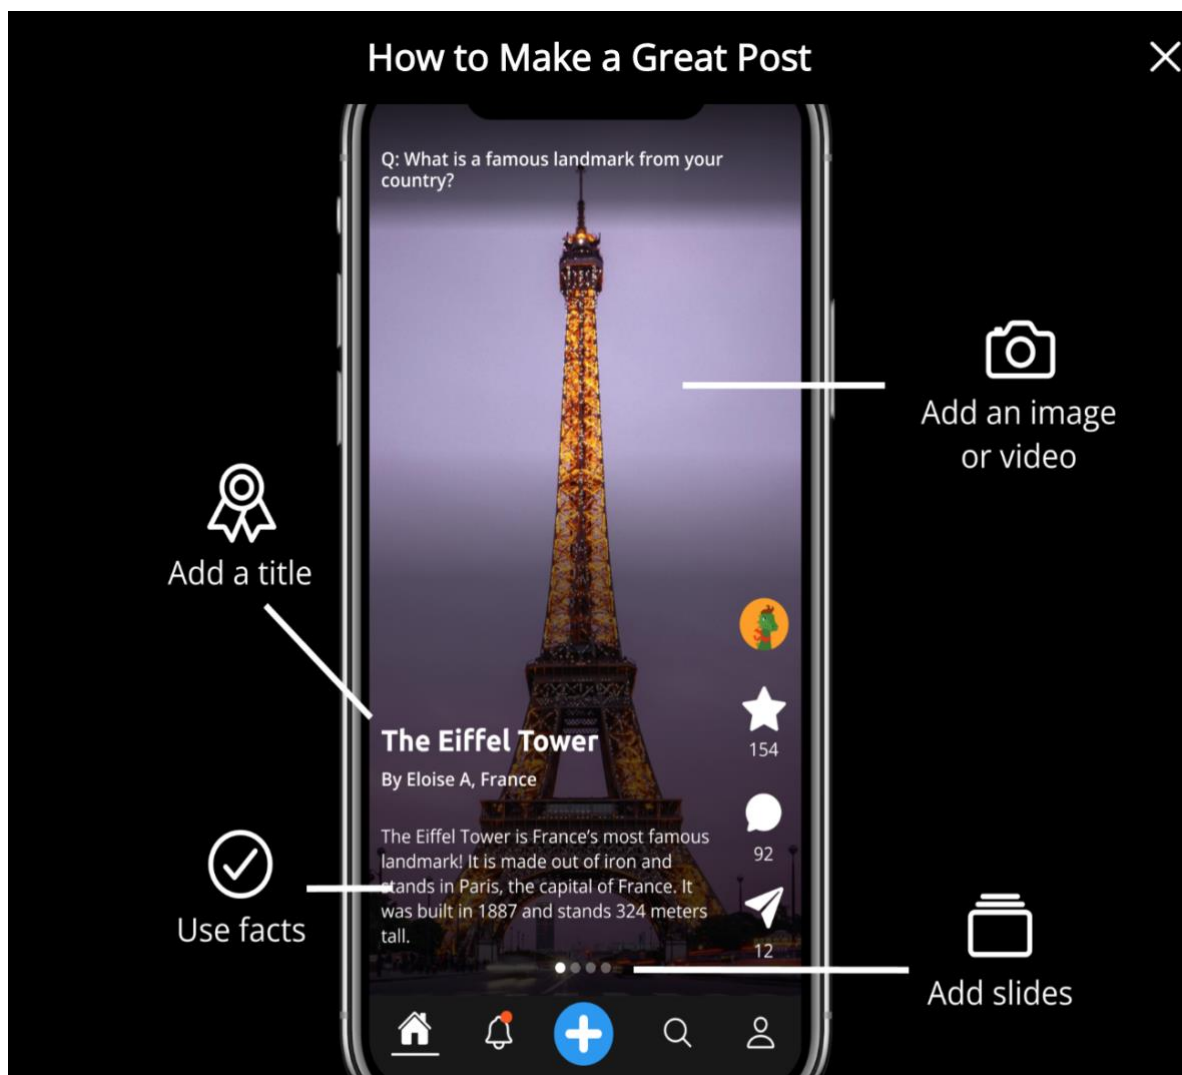 How to Make a Great Post
Q: What is a famous landmark from your
country?
Add an image
or video
Add a title
The Eiffel Tower
By Eloise A, France
154
The Eiffel Tower is France's most famous
landmark! It is made out of iron and
stands in Paris, the capital of France. It
was built in 1887 and stands 324 meters
tall.
92
12
Use facts
Add slides